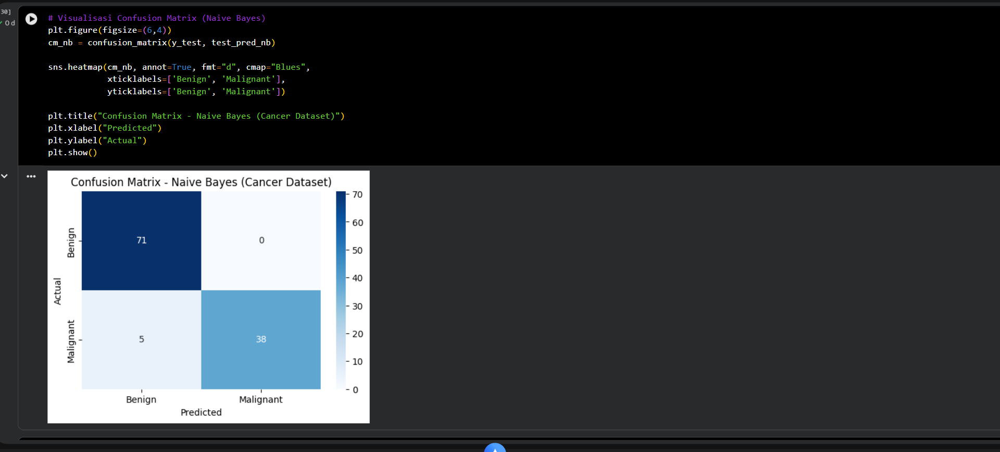 30]
0 d
# Visualisasi Confusion Matrix (Naive Bayes)
plt.figure(figsize=(6,4))
cm_nb = confusion_matrix(y_test, test_pred_nb)
sns.heatmap(cm_nb, annot=True, fmt="d", cmap="Blues",
xticklabels=['Benign', 'Malignant'],
yticklabels=['Benign', 'Malignant'])
plt.title("Confusion Matrix - Naive Bayes (Cancer Dataset)")
plt.xlabel("Predicted")
plt.ylabel("Actual")
plt.show()
Confusion Matrix - Naive Bayes (Cancer Dataset)
Actual
Benign
Malignant
71
0
5
38
Benign
Malignant
Predicted
70
60
50
40
30
20
10
0